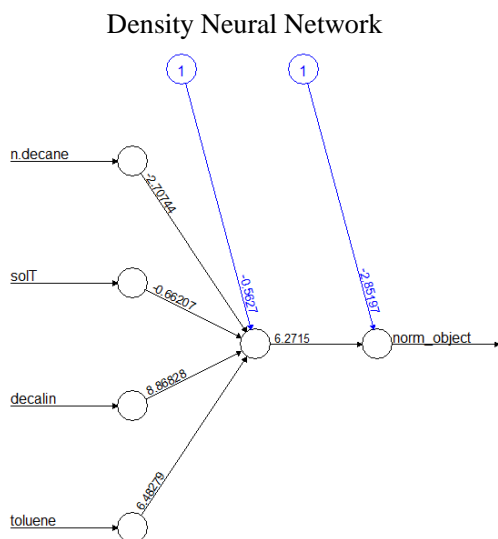 Density Neural Network
1
1
n.decane
-2.70744
solT
-0.66207
-0.5627
-2.85197
6.2715
norm_object
decalin
8.86828
6.48279
toluene